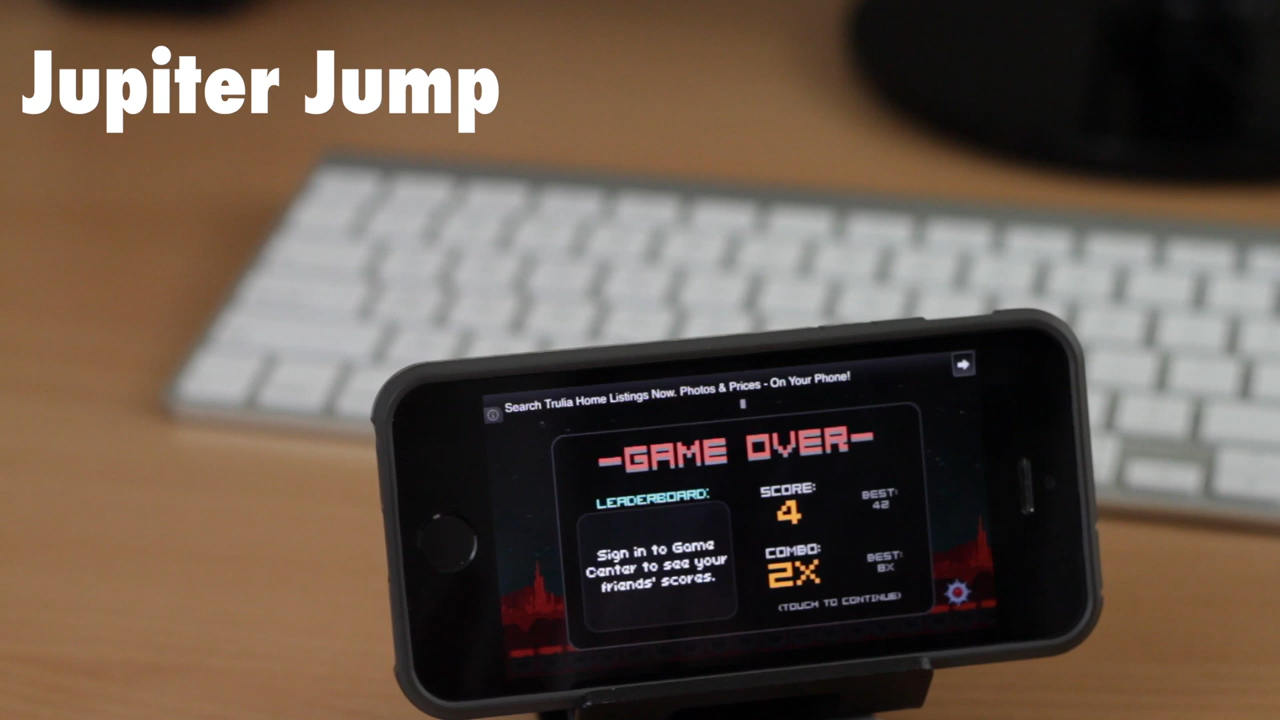 Jupiter Jump
Search Trulia Home Listings Now. Photos & Prices - On Your Phone!
-GAME OVER-
LEADERBOARD:
Sign in to Game
Center to see your
friends' scores.
SCORE:
4
BEST:
42
COMBO:
2X
BEST:
8X
(TOUCH TO CONTINUE)